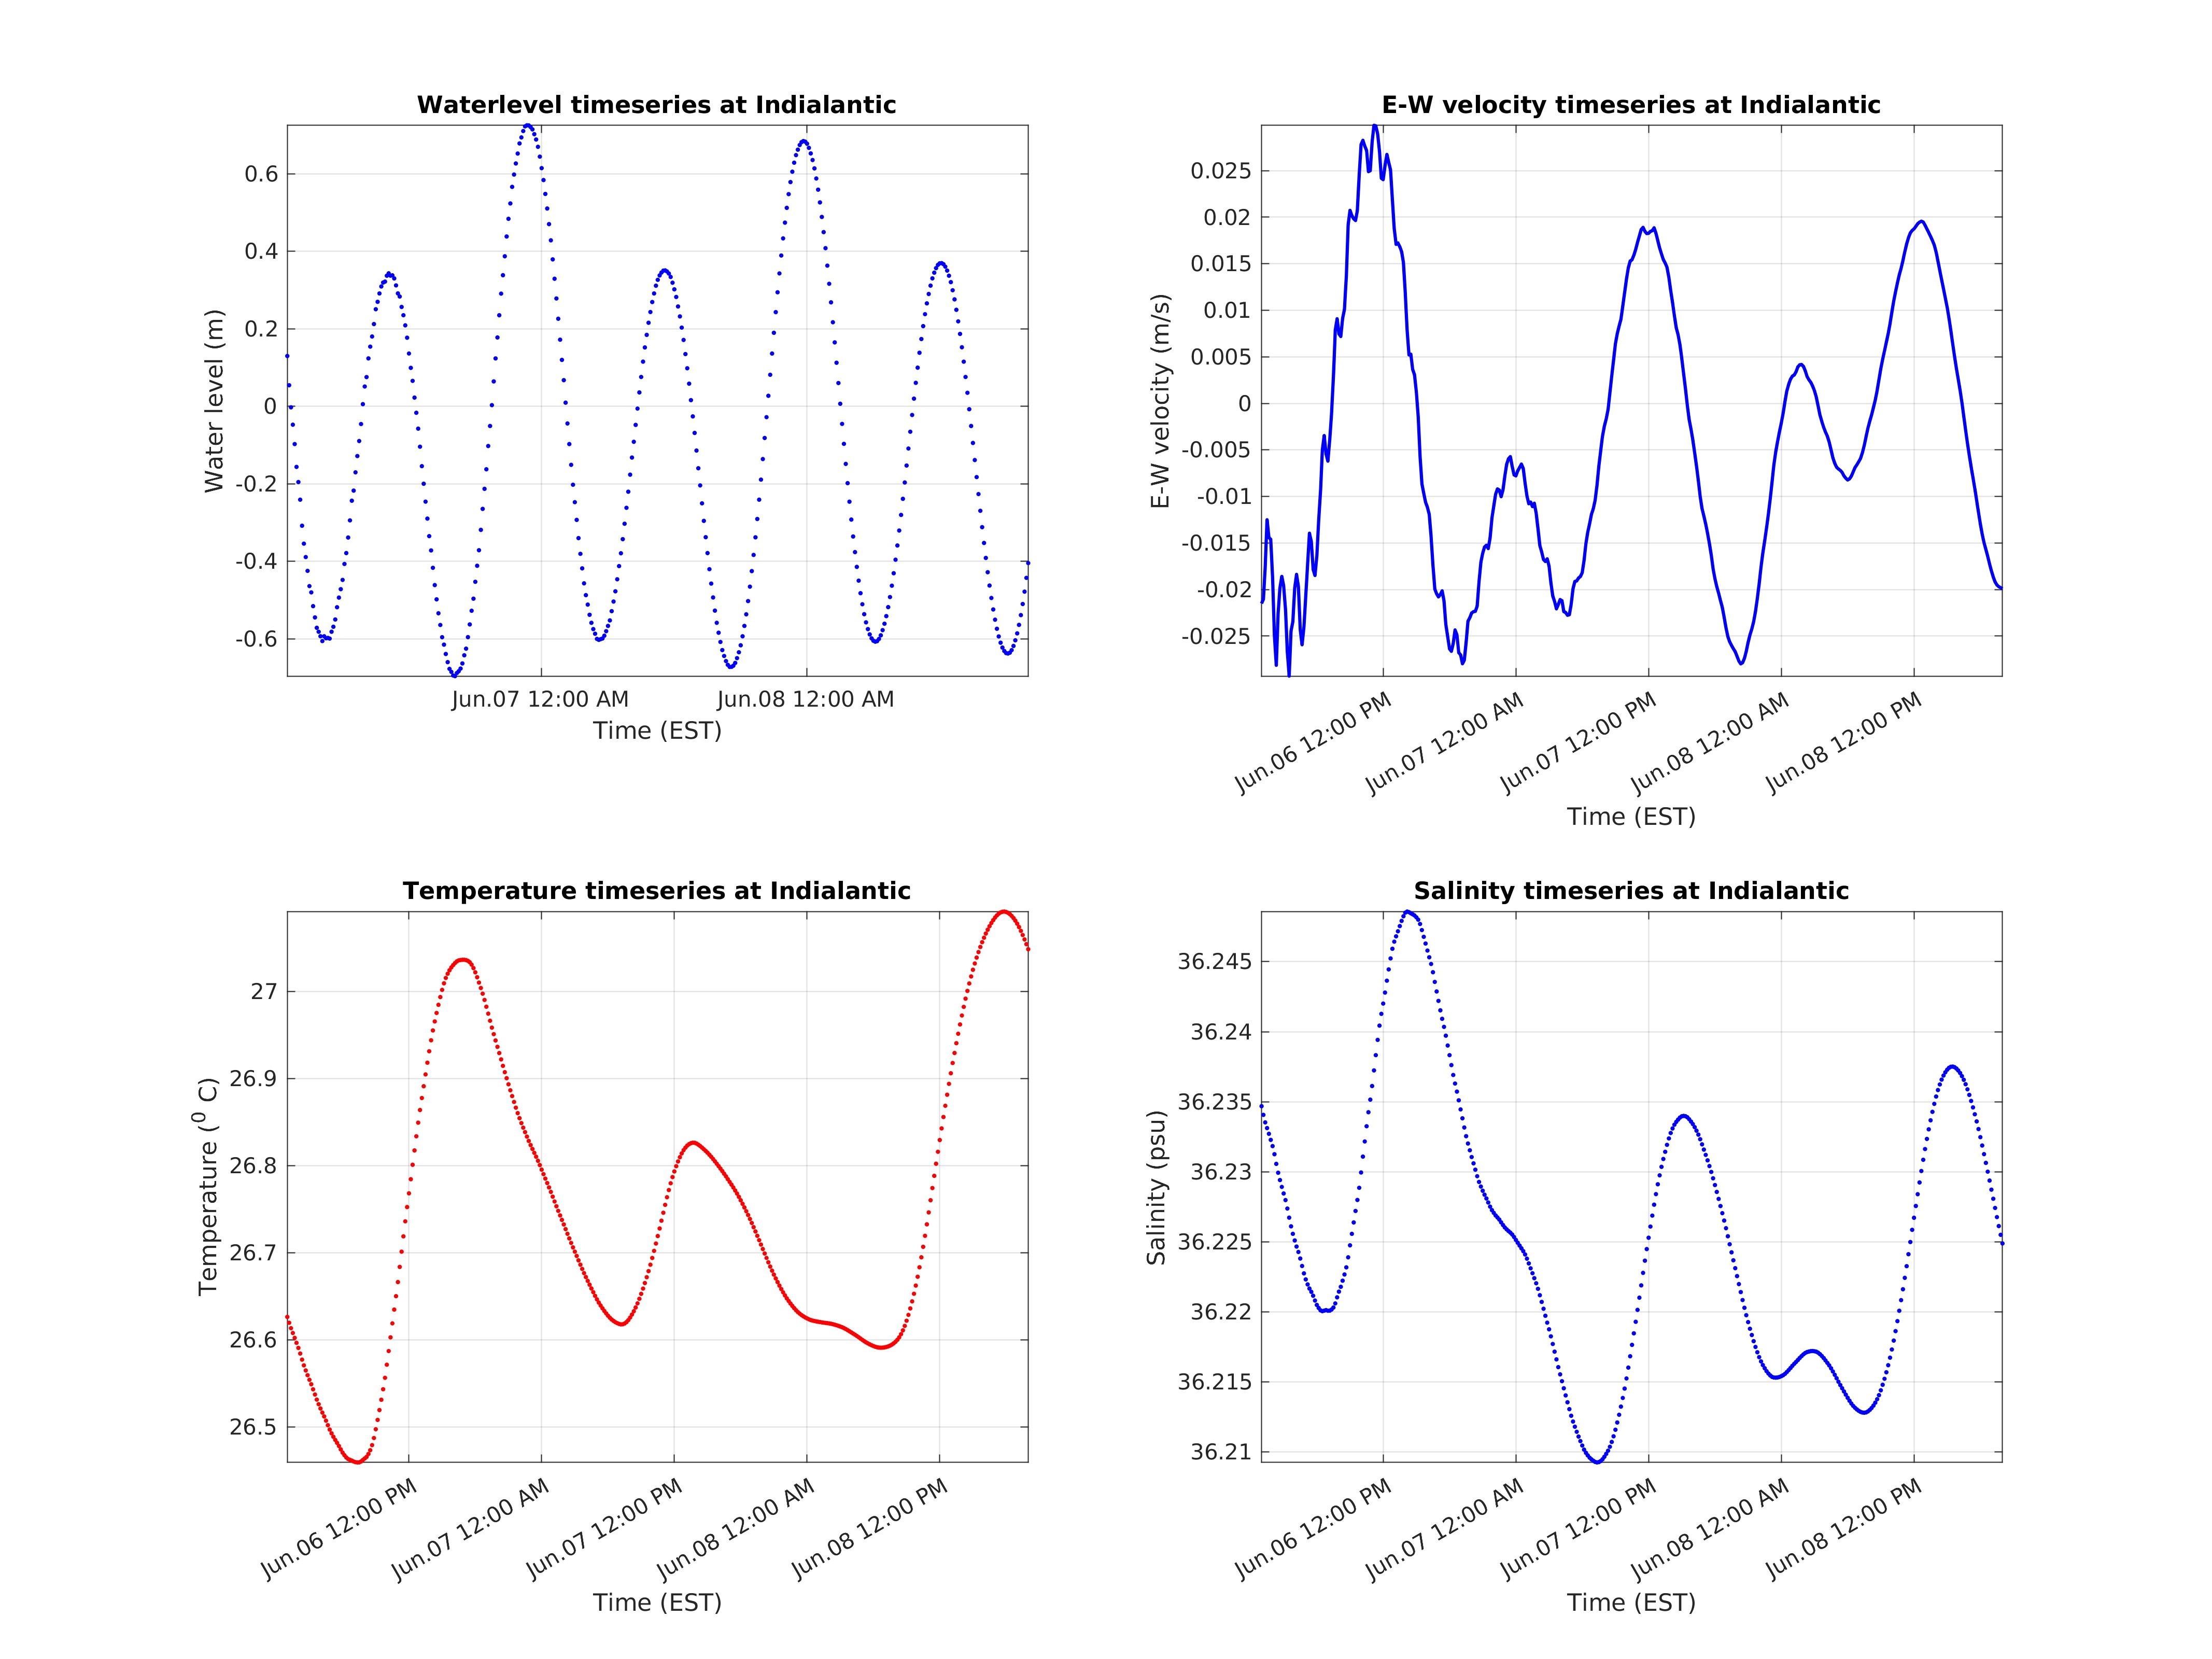 Waterlevel timeseries at Indialantic
0.6
0.4
0.2
0
-0.2
-0.4
-0.6
Water level (m)
Jun.07 12:00 AM
Jun.08 12:00 AM
Time (EST)
E-W velocity timeseries at Indialantic
0.025
0.02
0.015
0.01
0.005
0
-0.005
-0.01
-0.015
-0.02
-0.025
E-W velocity (m/s)
Jun.06 12:00 PM
Jun.07 12:00 AM
Jun.07 12:00 PM
Jun.08 12:00 AM
Jun.08 12:00 PM
Time (EST)
Temperature timeseries at Indialantic
27
26.9
26.8
26.7
26.6
26.5
Temperature (⁰ C)
Jun.06 12:00 PM
Jun.07 12:00 AM
Jun.07 12:00 PM
Jun.08 12:00 AM
Jun.08 12:00 PM
Time (EST)
Salinity timeseries at Indialantic
36.245
36.24
36.235
36.23
36.225
36.22
36.215
36.21
Salinity (psu)
Jun.06 12:00 PM
Jun.07 12:00 AM
Jun.07 12:00 PM
Jun.08 12:00 AM
Jun.08 12:00 PM
Time (EST)